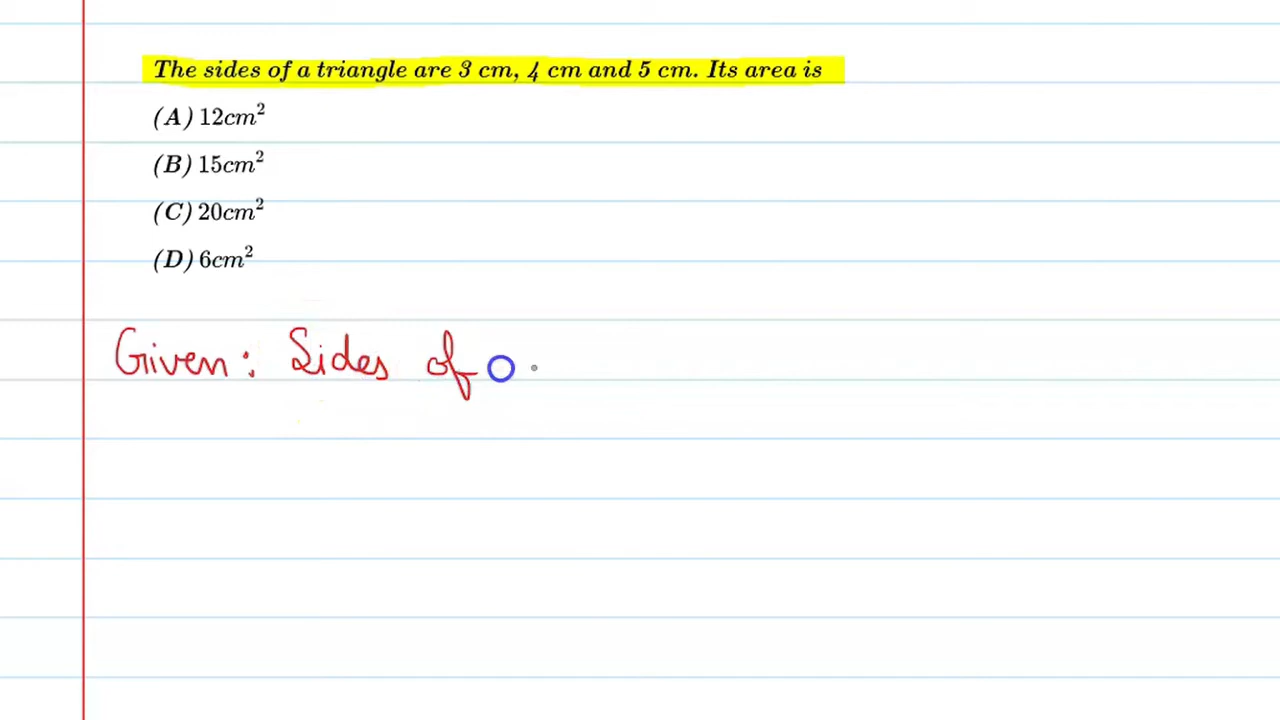 The sides of a triangle are 3 cm, 4 cm and 5 cm. Its area is
(A) 12cm²
(B) 15cm²
(C) 20cm²
(D) 6cm²
Given: Sides of